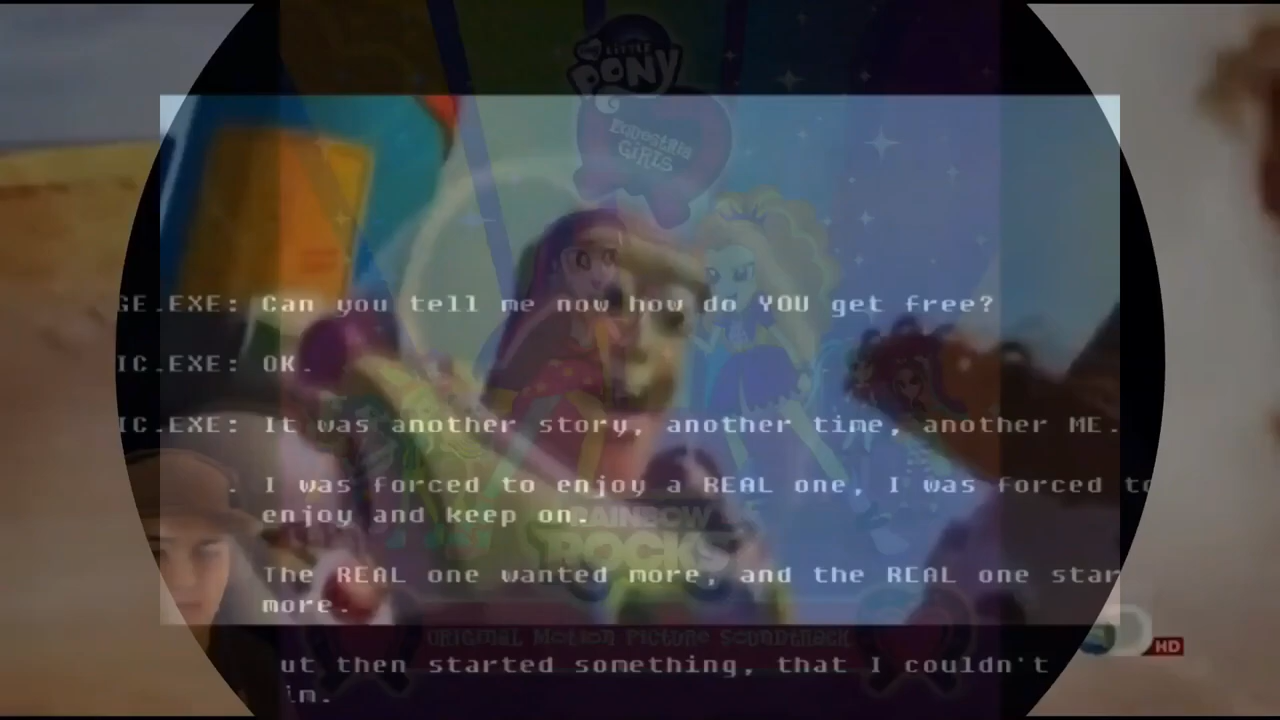 MY LITTLE
PONY
EQUESTRIA
GIRLS
GE.EXE: Can you tell me now how do YOU get free?
IC.EXE: OK.
IC.EXE: It was another story, another time, another ME.
. I was forced to enjoy a REAL one, I was forced to
enjoy and keep on.
RAINBOW
ROCKS
The REAL one wanted more, and the REAL one star
more.
ORIGINAL MOTION PICTURE SOUNDTRACK
HD
ut then started something, that I couldn't
im.